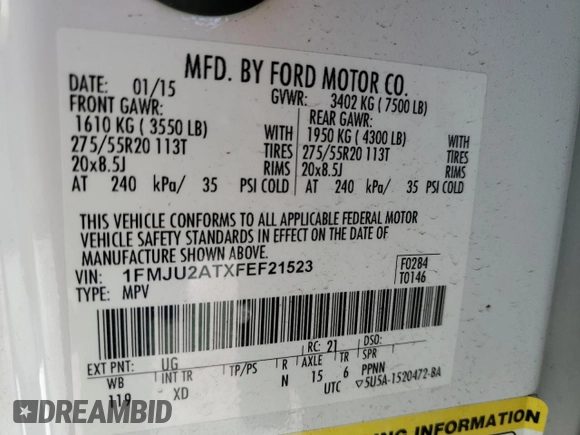 MFD. BY FORD MOTOR CO.
DATE: 01/15 GVWR: 3402 KG ( 7500 LB)
FRONT GAWR: REAR GAWR:
1610 KG ( 3550 LB) WITH 1950 KG ( 4300 LB) WITH
275/55R20 113T TIRES 275/55R20 113T TIRES
20x8.5J RIMS 20x8.5J RIMS
AT 240 kPa/ 35 PSI COLD AT 240 kPa/ 35 PSI COLD
THIS VEHICLE CONFORMS TO ALL APPLICABLE FEDERAL MOTOR
VEHICLE SAFETY STANDARDS IN EFFECT ON THE DATE OF
MANUFACTURE SHOWN ABOVE.
VIN: 1FMJU2ATXFEF21523 F0284
TYPE: MPV T0146
EXT PNT: UG RC: 21 DSO:
WB INT TR TP/PS R AXLE TR SPR
119 XD N 15 6 PPNN
UTC ▽5U5A-1520472-BA
DREAMBID
ING INFORMATION